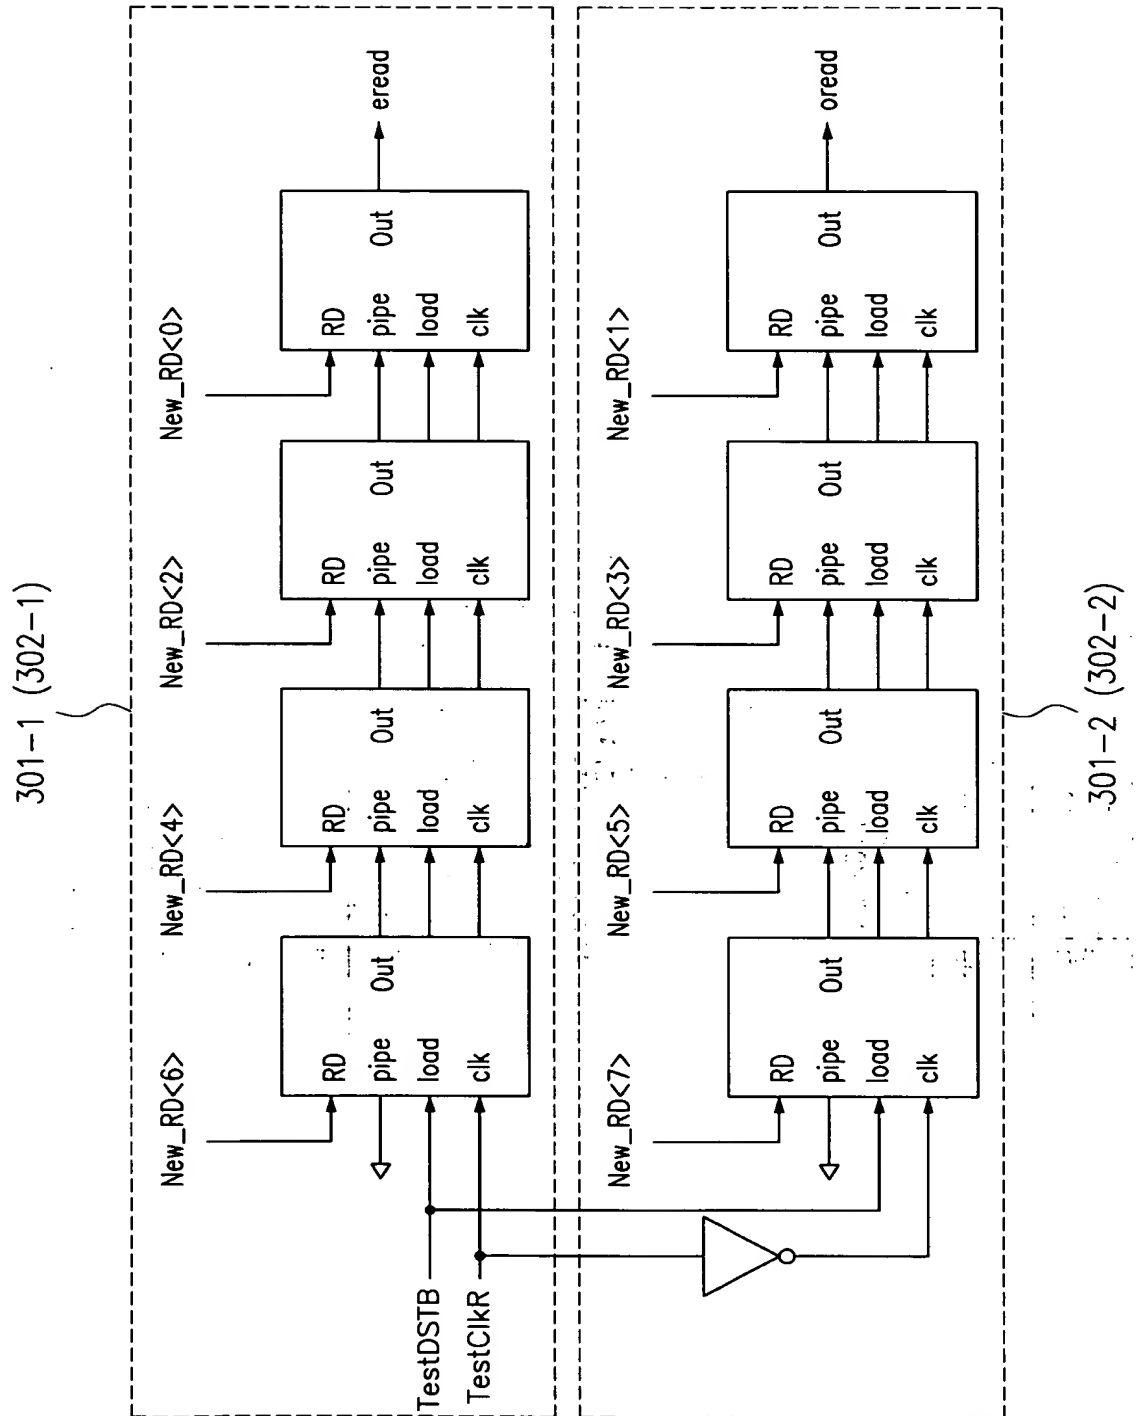 301-1 (302-1)
New_RD<6>
New_RD<4>
New_RD<2>
New_RD<0>
RD
pipe
load
clk
Out
RD
pipe
load
clk
Out
RD
pipe
load
clk
Out
RD
pipe
load
clk
Out
eread
TestDSTB
TestClkR
New_RD<7>
New_RD<5>
New_RD<3>
New_RD<1>
RD
pipe
load
clk
Out
RD
pipe
load
clk
Out
RD
pipe
load
clk
Out
RD
pipe
load
clk
Out
oread
301-2 (302-2)